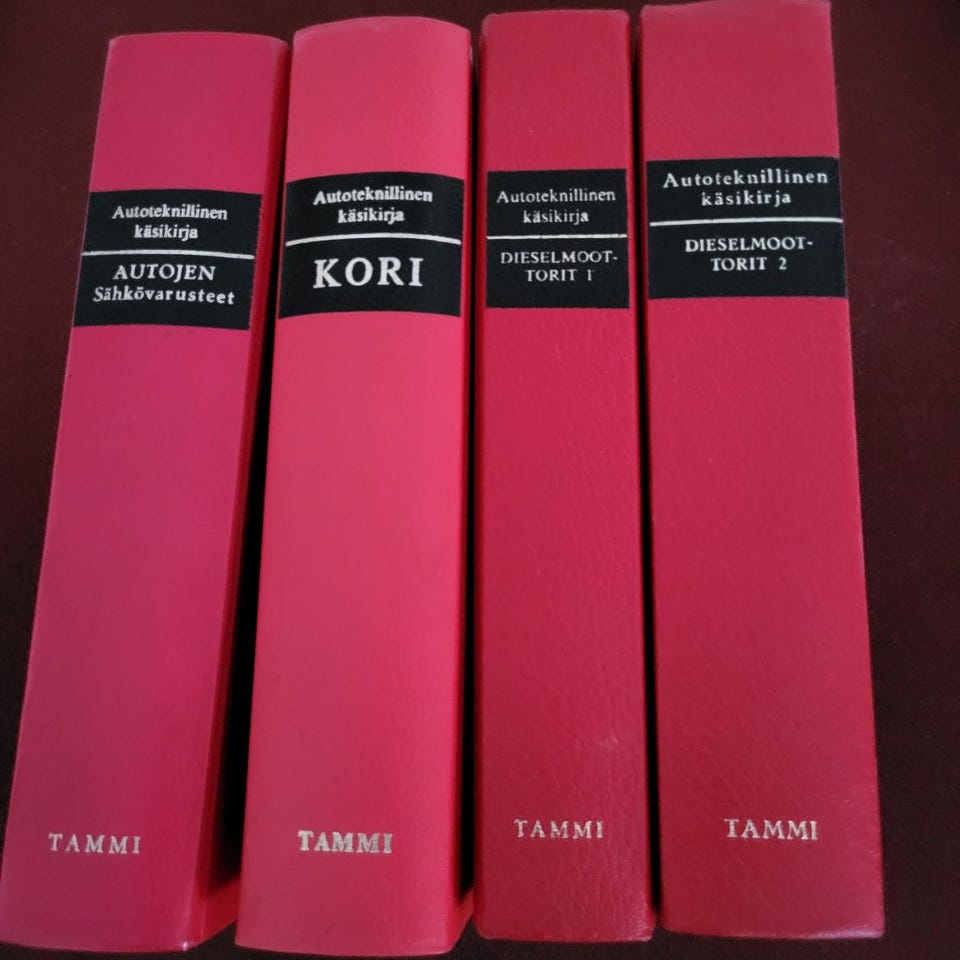 Autoteknillinen
käsikirja
AUTOJEN
Sähkövarusteet
TAMMI
Autoteknillinen
käsikirja
KORI
TAMMI
Autoteknillinen
käsikirja
DIESELMOOT-
TORIT 1
TAMMI
Autoteknillinen
käsikirja
DIESELMOOT-
TORIT 2
TAMMI